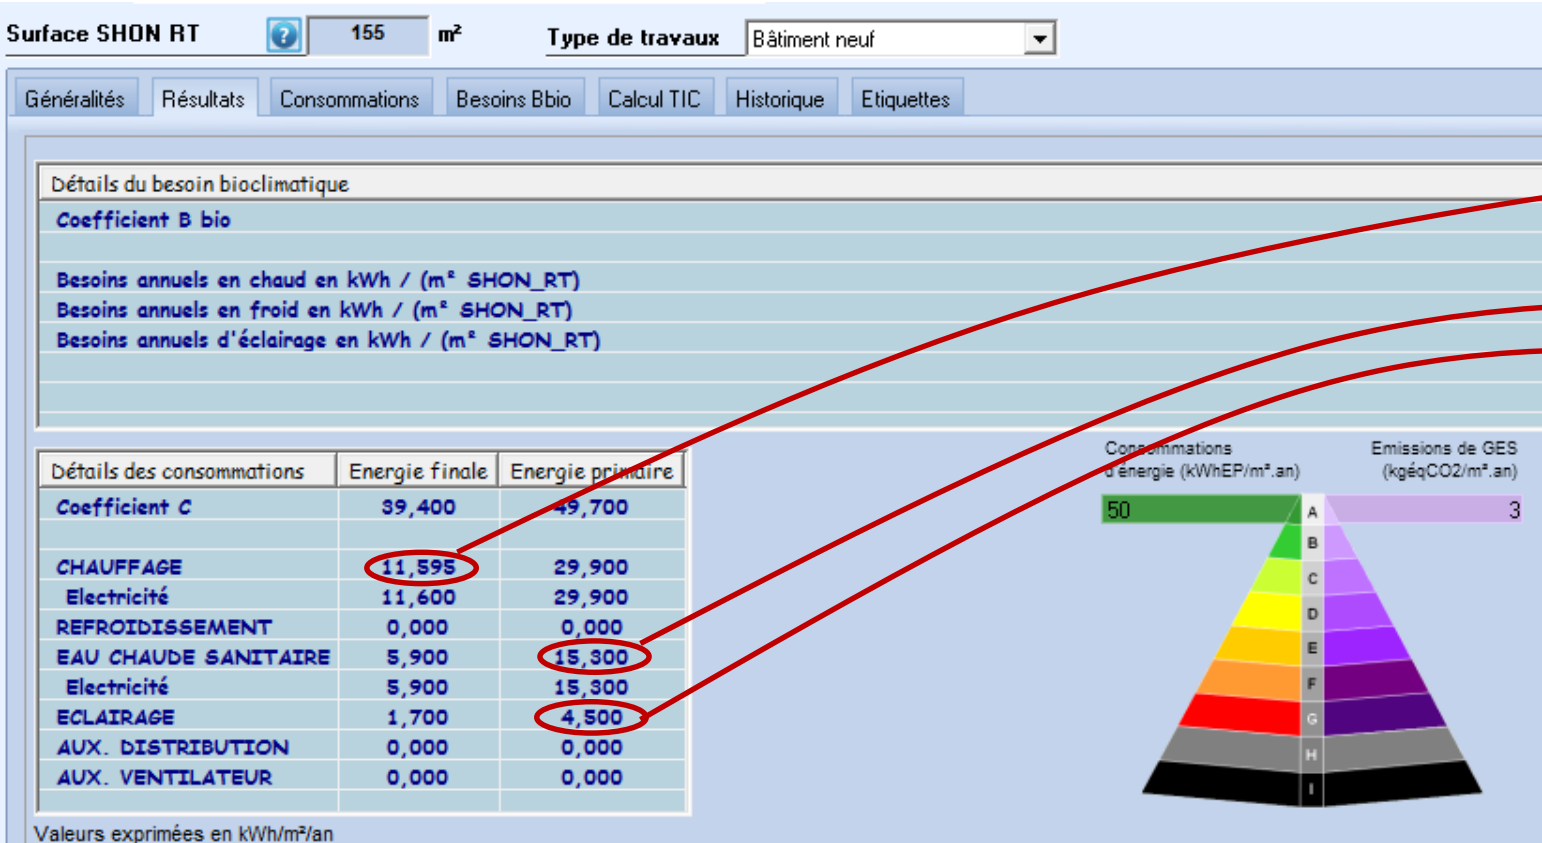 Surface SHON RT ? 155 m² Type de travaux Bâtiment neuf
Généralités Résultats Consommations Besoins Bbio Calcul TIC Historique Etiquettes
Détails du besoin bioclimatique
Coefficient B bio
Besoins annuels en chaud en kWh / (m² SHON_RT)
Besoins annuels en froid en kWh / (m² SHON_RT)
Besoins annuels d'éclairage en kWh / (m² SHON_RT)
Détails des consommations Energie finale Energie primaire
Coefficient C 39,400 49,700
CHAUFFAGE 11,595 29,900
Electricité 11,600 29,900
REFROIDISSEMENT 0,000 0,000
EAU CHAUDE SANITAIRE 5,900 15,300
Electricité 5,900 15,300
ECLAIRAGE 1,700 4,500
AUX. DISTRIBUTION 0,000 0,000
AUX. VENTILATEUR 0,000 0,000
Valeurs exprimées en kWh/m²/an
Consommations
d'énergie (kWhEP/m².an)
Emissions de GES
(kgéqCO2/m².an)
50 A 3
B
C
D
E
F
G
H
I